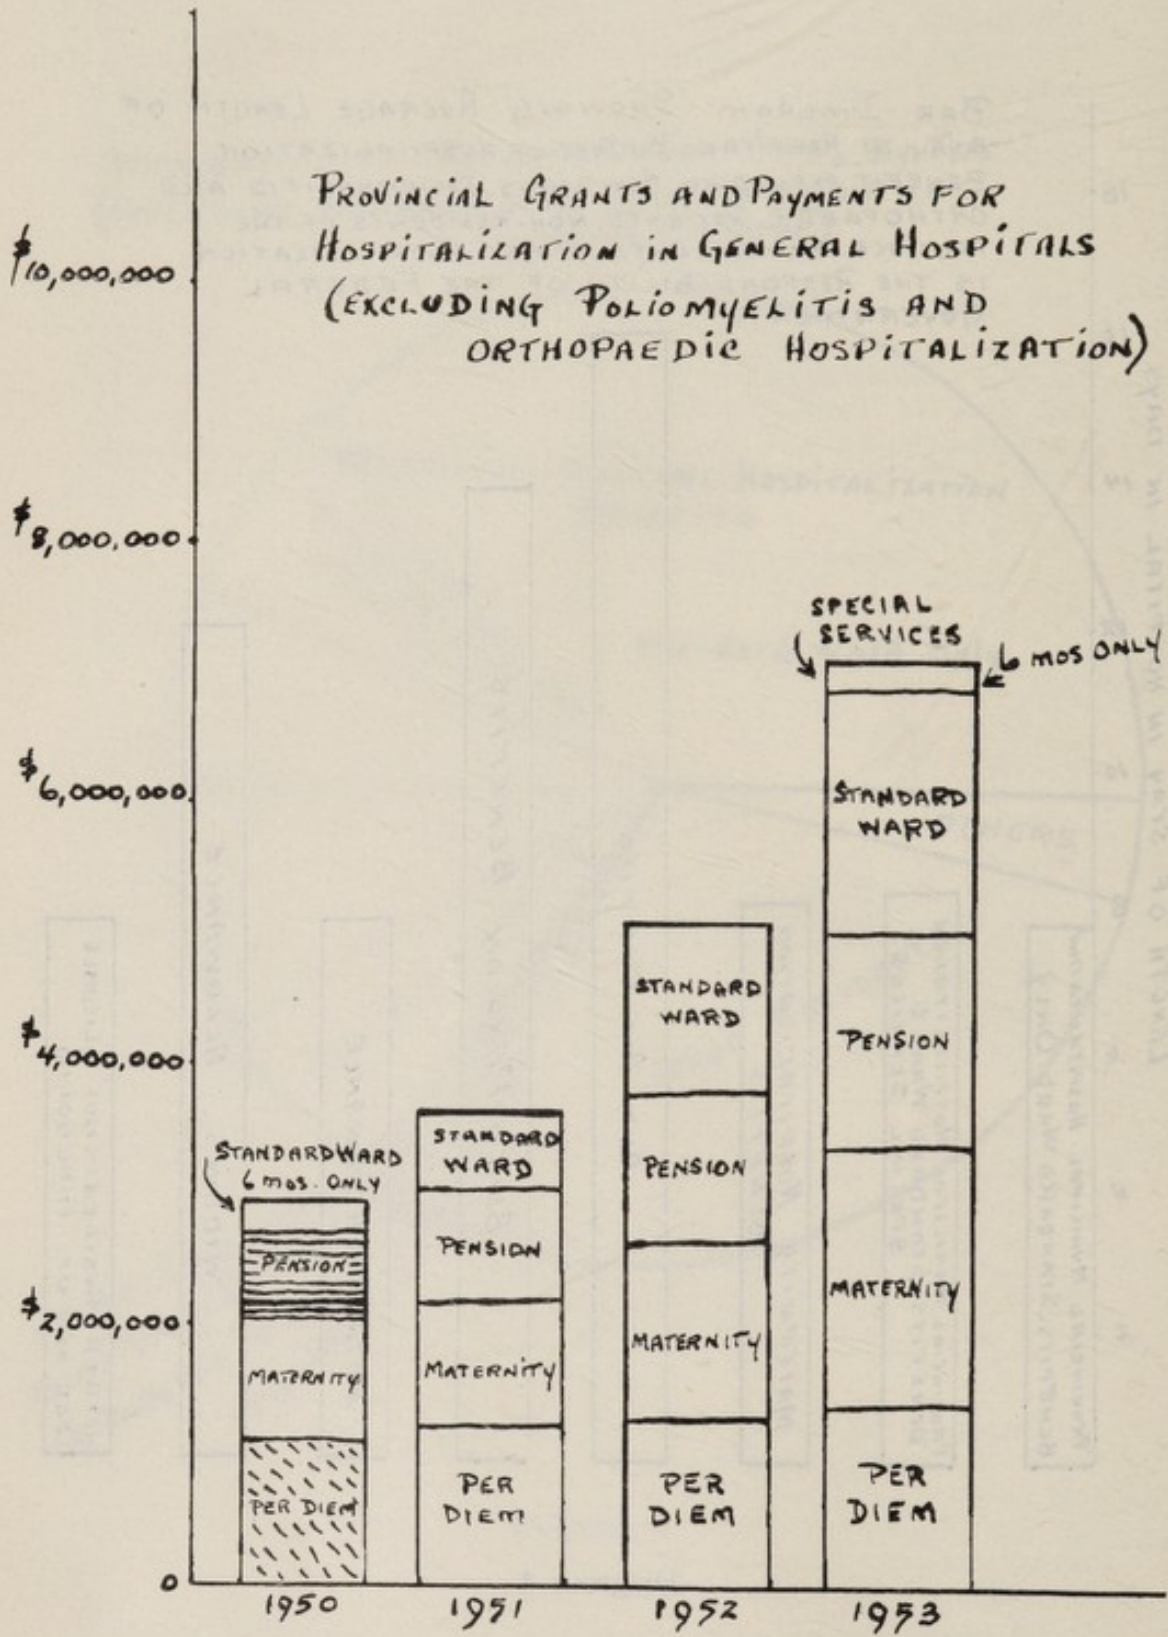 PROVINCIAL GRANTS AND PAYMENTS FOR
HOSPITALIZATION IN GENERAL HOSPITALS
(EXCLUDING POLIOMYELITIS AND
ORTHOPAEDIC HOSPITALIZATION)
$10,000,000
$8,000,000
$6,000,000
$4,000,000
$2,000,000
0
STANDARD WARD
6 mos. ONLY
PENSION
MATERNITY
PER DIEM
1950
STANDARD
WARD
PENSION
MATERNITY
PER
DIEM
1951
STANDARD
WARD
PENSION
MATERNITY
PER
DIEM
1952
SPECIAL
SERVICES
6 mos ONLY
STANDARD
WARD
PENSION
MATERNITY
PER
DIEM
1953